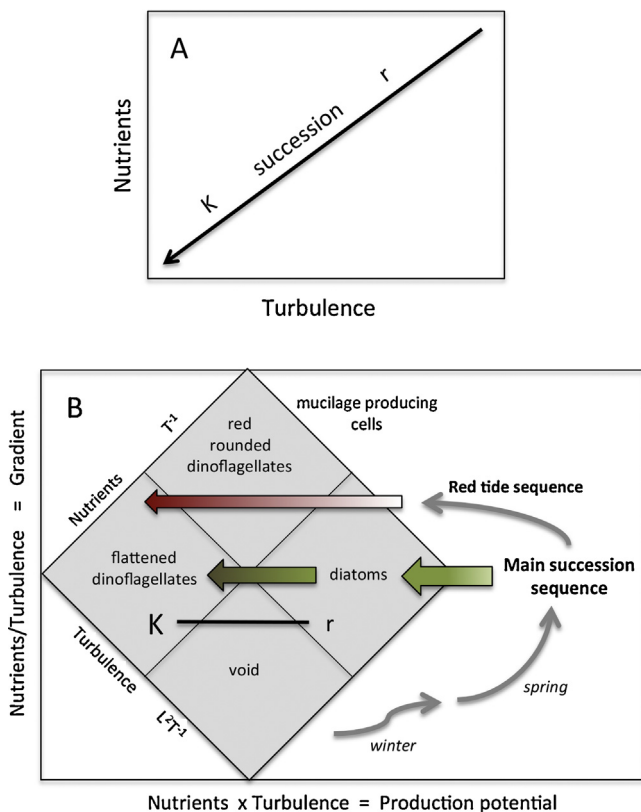 A
Nutrients
r
succession
K
Turbulence
B
Nutrients/Turbulence = Gradient
T⁻¹
Nutrients
red
rounded
dinoflagellates
mucilage producing
cells
Red tide sequence
flattened
dinoflagellates
diatoms
Main succession
sequence
K
r
Turbulence
L²T⁻¹
void
spring
winter
Nutrients x Turbulence = Production potential